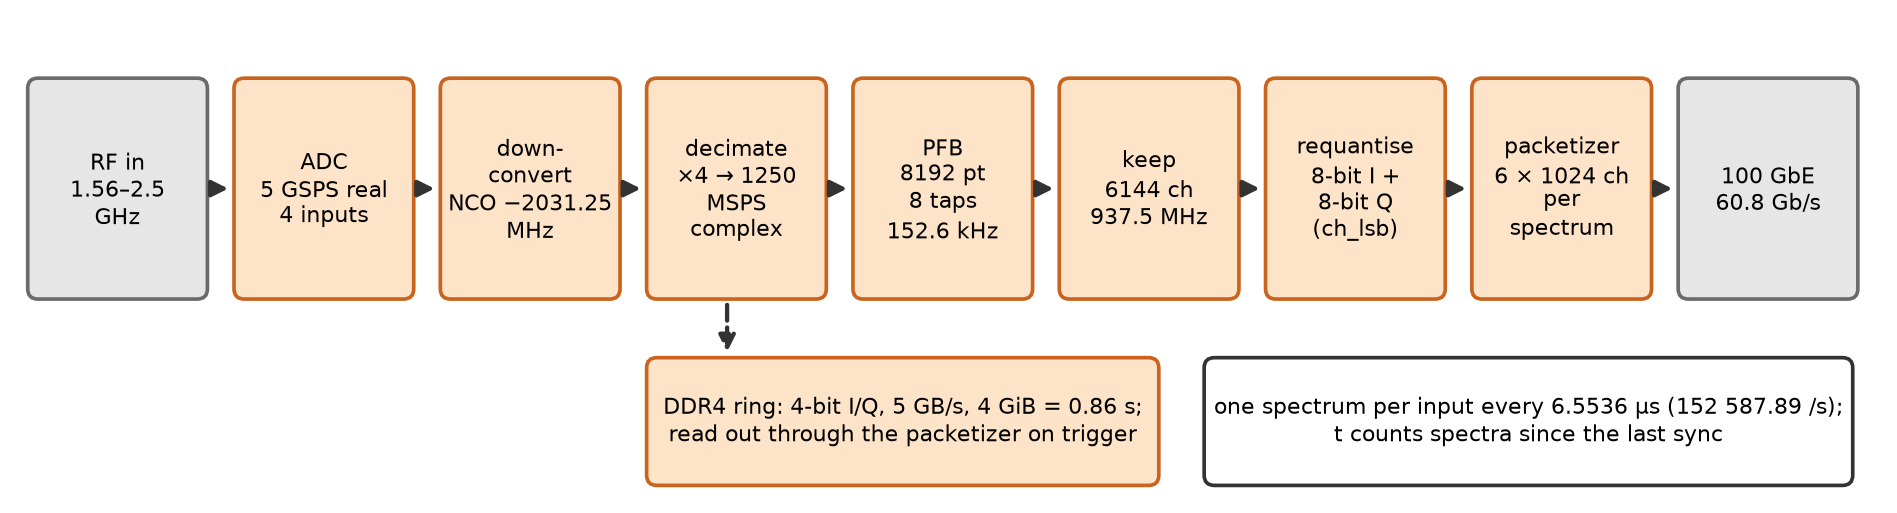 RF in
1.56–2.5
GHz
ADC
5 GSPS real
4 inputs
down-
convert
NCO −2031.25
MHz
decimate
×4 → 1250
MSPS
complex
PFB
8192 pt
8 taps
152.6 kHz
keep
6144 ch
937.5 MHz
requantise
8-bit I +
8-bit Q
(ch_lsb)
packetizer
6 × 1024 ch
per
spectrum
100 GbE
60.8 Gb/s
DDR4 ring: 4-bit I/Q, 5 GB/s, 4 GiB = 0.86 s;
read out through the packetizer on trigger
one spectrum per input every 6.5536 µs (152 587.89 /s);
t counts spectra since the last sync